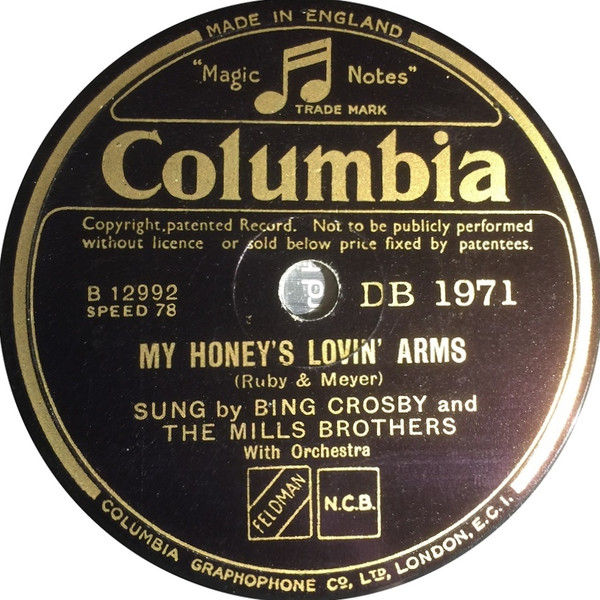 MADE IN ENGLAND
"Magic Notes"
TRADE MARK
Columbia
Copyright,patented Record. Not to be publicly performed
without licence or sold below price fixed by patentees.
B 12992
SPEED 78
DB 1971
MY HONEY'S LOVIN' ARMS
(Ruby & Meyer)
SUNG by BING CROSBY and
THE MILLS BROTHERS
With Orchestra
FELDMAN
N.C.B.
COLUMBIA GRAPHOPHONE CO, LTD, LONDON, E.C.1.